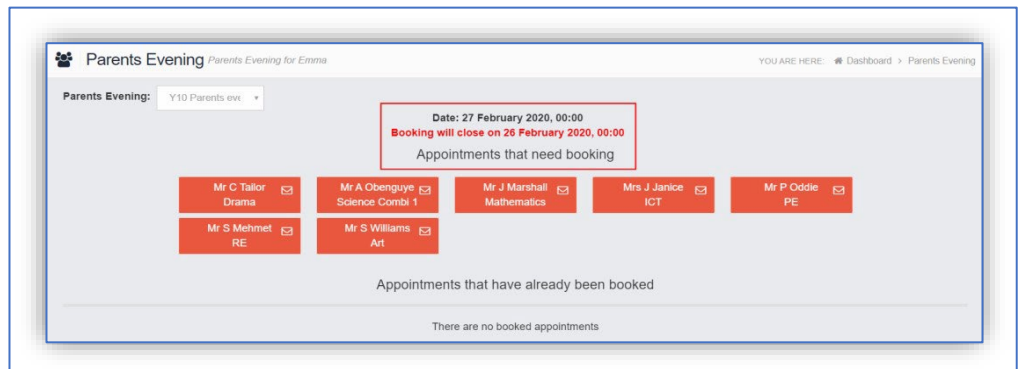 Parents Evening Parents Evening for Emma
YOU ARE HERE: Dashboard > Parents Evening
Parents Evening: Y10 Parents eve
Date: 27 February 2020, 00:00
Booking will close on 26 February 2020, 00:00
Appointments that need booking
Mr C Tailor
Drama
Mr A Obenguye
Science Combi 1
Mr J Marshall
Mathematics
Mrs J Janice
ICT
Mr P Oddie
PE
Mr S Mehmet
RE
Mr S Williams
Art
Appointments that have already been booked
There are no booked appointments